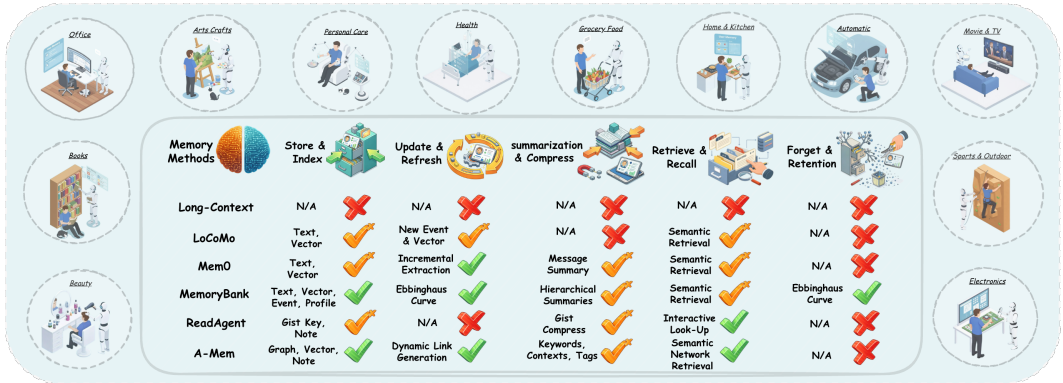 Office
Arts Crafts
Personal Care
Health
Grocery Food
Home & Kitchen
Automatic
Movie & TV
Books
Sports & Outdoor
Beauty
Electronics
Memory
Methods
Store &
Index
Update &
Refresh
summarization
& Compress
Retrieve &
Recall
Forget &
Retention
Long-Context
N/A
N/A
N/A
N/A
N/A
LoCoMo
Text,
Vector
New Event
& Vector
N/A
Semantic
Retrieval
N/A
Mem0
Text,
Vector
Incremental
Extraction
Message
Summary
Semantic
Retrieval
N/A
MemoryBank
Text, Vector,
Event, Profile
Ebbinghaus
Curve
Hierarchical
Summaries
Semantic
Retrieval
Ebbinghaus
Curve
ReadAgent
Gist Key,
Note
N/A
Gist
Compress
Interactive
Look-Up
N/A
A-Mem
Graph, Vector,
Note
Dynamic Link
Generation
Keywords,
Contexts, Tags
Semantic
Network
Retrieval
N/A